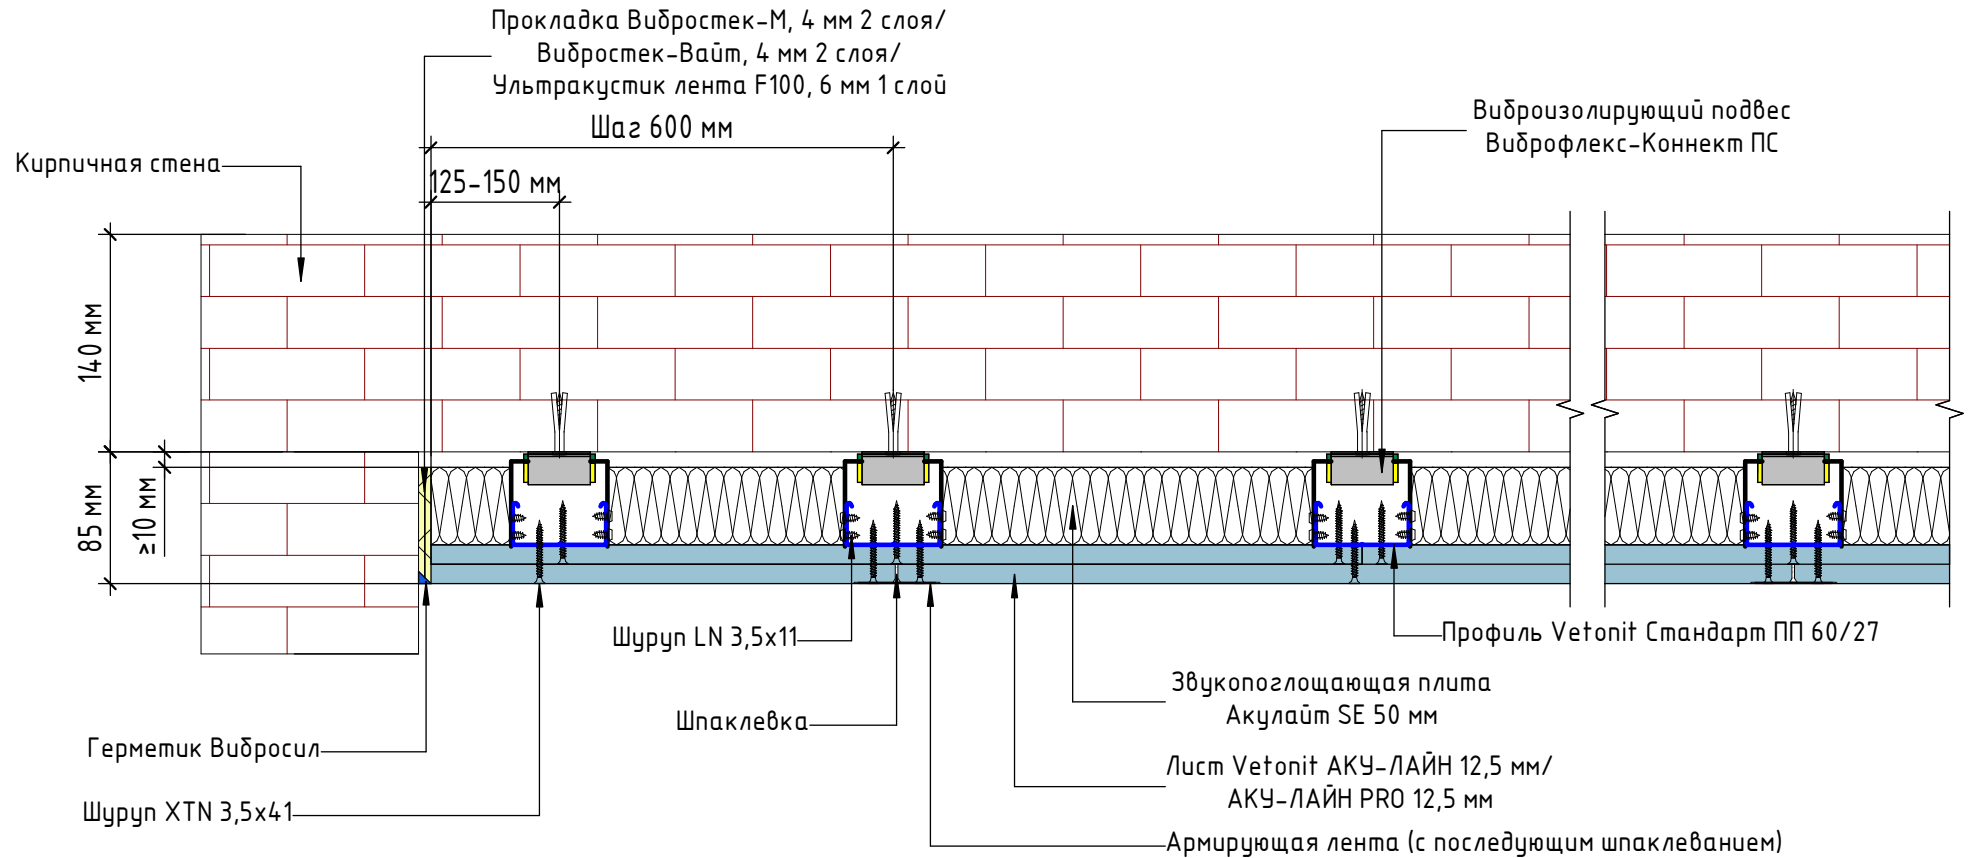 Прокладка Вибростек-М, 4 мм 2 слоя/
Вибростек-Вайт, 4 мм 2 слоя/
Ультракустик лента F100, 6 мм 1 слой
Шаг 600 мм
Виброизолирующий подвес
Виброфлекс-Коннект ПС
Кирпичная стена
125-150 мм
140 мм
85 мм
≥10 мм
Шуруп LN 3,5х11
Профиль Vetonit Стандарт ПП 60/27
Звукопоглощающая плита
Акулайт SE 50 мм
Шпаклевка
Герметик Вибросил
Лист Vetonit АКУ-ЛАЙН 12,5 мм/
АКУ-ЛАЙН PRO 12,5 мм
Шуруп XTN 3,5х41
Армирующая лента (с последующим шпаклеванием)